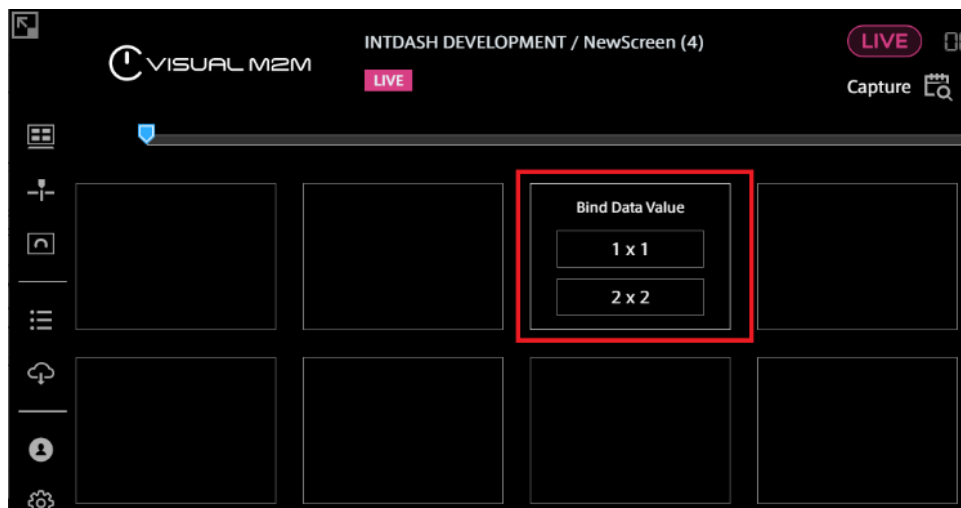 VISUAL M2M
INTDASH DEVELOPMENT / NewScreen (4)
LIVE
LIVE
Capture
Bind Data Value
1 x 1
2 x 2